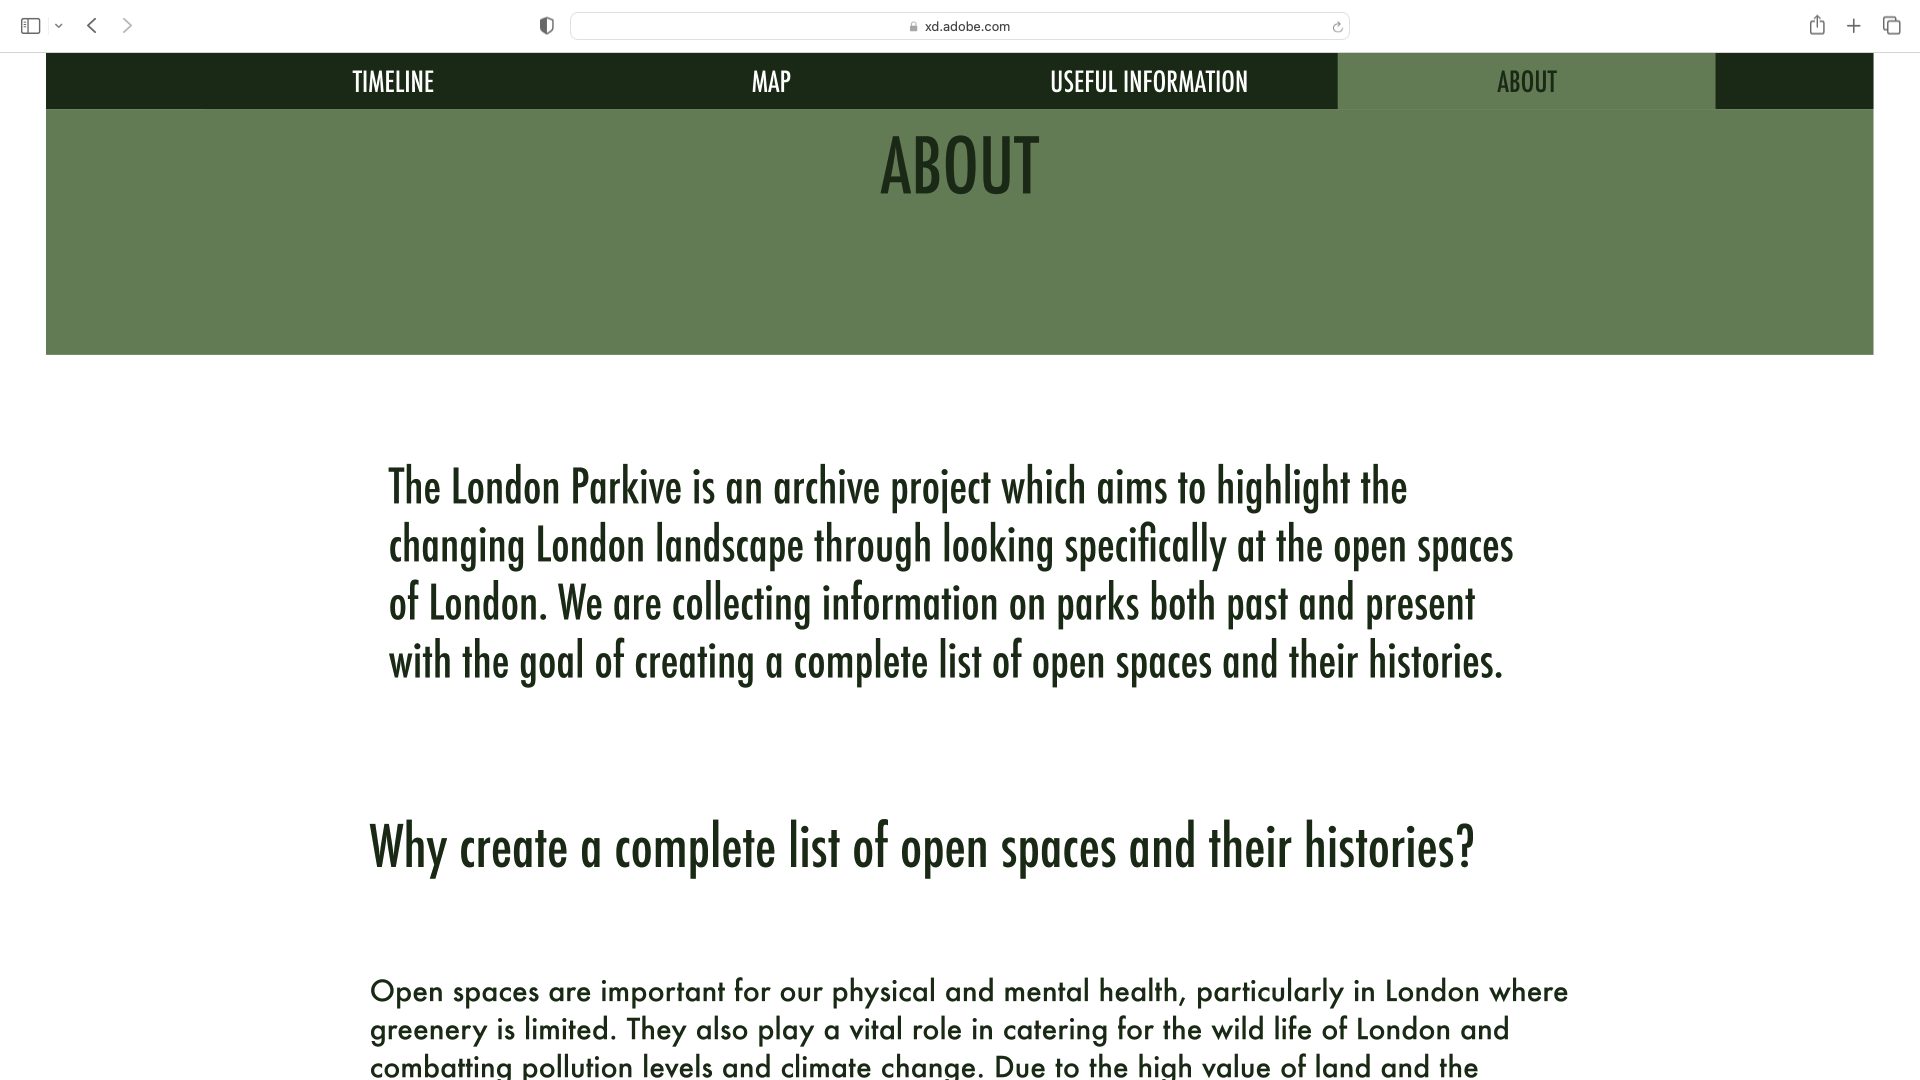 xd.adobe.com
TIMELINE MAP USEFUL INFORMATION ABOUT
ABOUT
The London Parkive is an archive project which aims to highlight the
changing London landscape through looking specifically at the open spaces
of London. We are collecting information on parks both past and present
with the goal of creating a complete list of open spaces and their histories.
Why create a complete list of open spaces and their histories?
Open spaces are important for our physical and mental health, particularly in London where
greenery is limited. They also play a vital role in catering for the wild life of London and
combatting pollution levels and climate change. Due to the high value of land and the